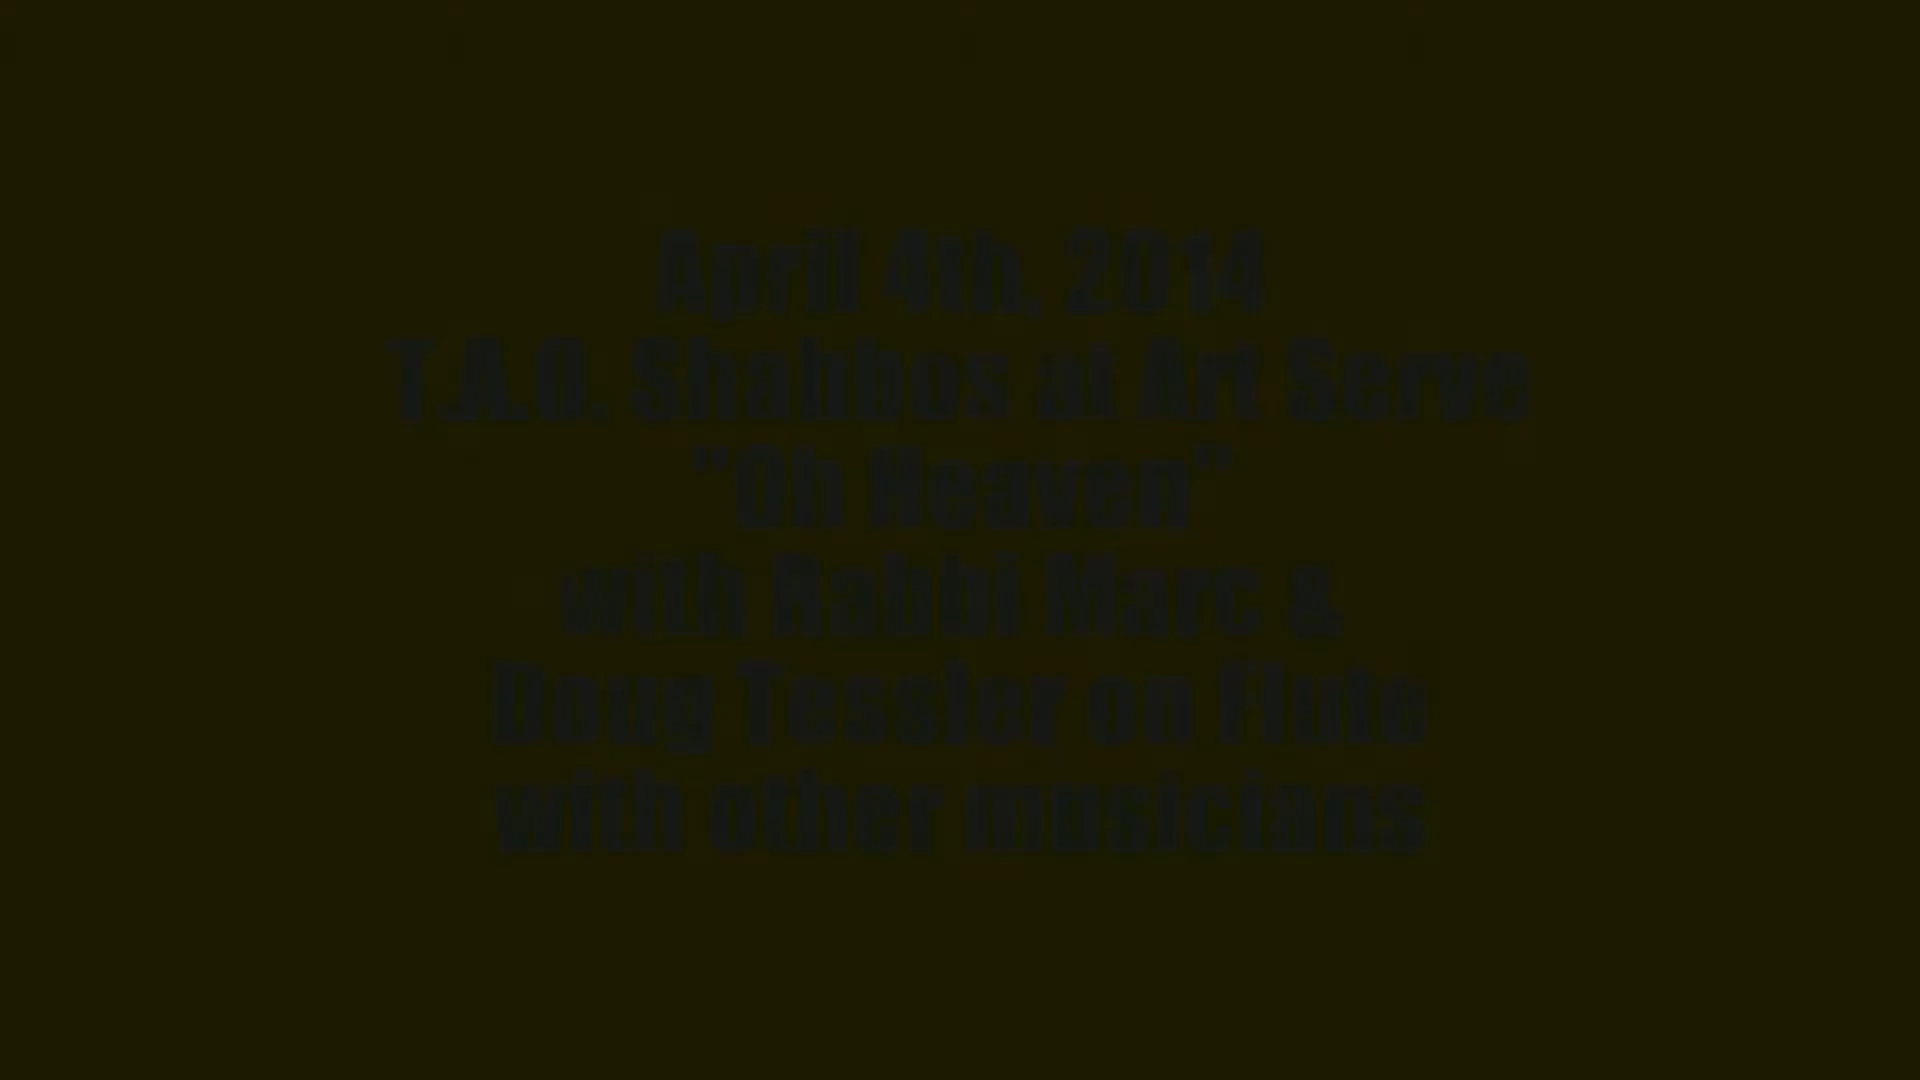 April 4th, 2014
T.A.O. Shabbos at Art Serve
"Oh Heaven"
with Rabbi Marc &
Doug Tessler on Flute
with other musicians